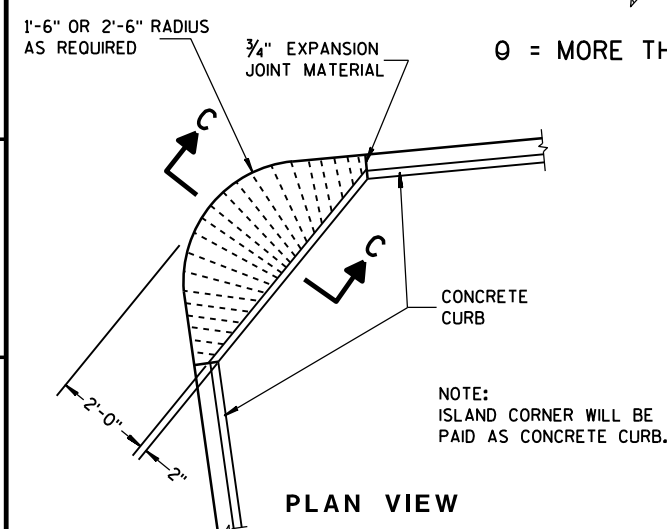 1'-6" OR 2'-6" RADIUS
AS REQUIRED
¾" EXPANSION
JOINT MATERIAL
θ = MORE
C
C
CONCRETE
CURB
2'-0"
2"
NOTE:
ISLAND CORNER WILL BE
PAID AS CONCRETE CURB.
PLAN VIEW